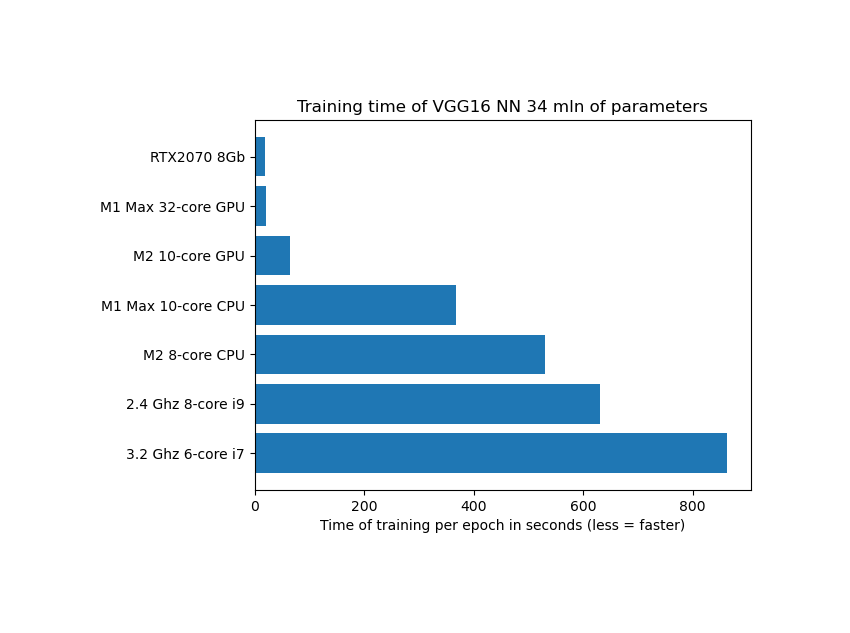 Training time of VGG16 NN 34 mln of parameters
RTX2070 8Gb
M1 Max 32-core GPU
M2 10-core GPU
M1 Max 10-core CPU
M2 8-core CPU
2.4 Ghz 8-core i9
3.2 Ghz 6-core i7
0 200 400 600 800
Time of training per epoch in seconds (less = faster)